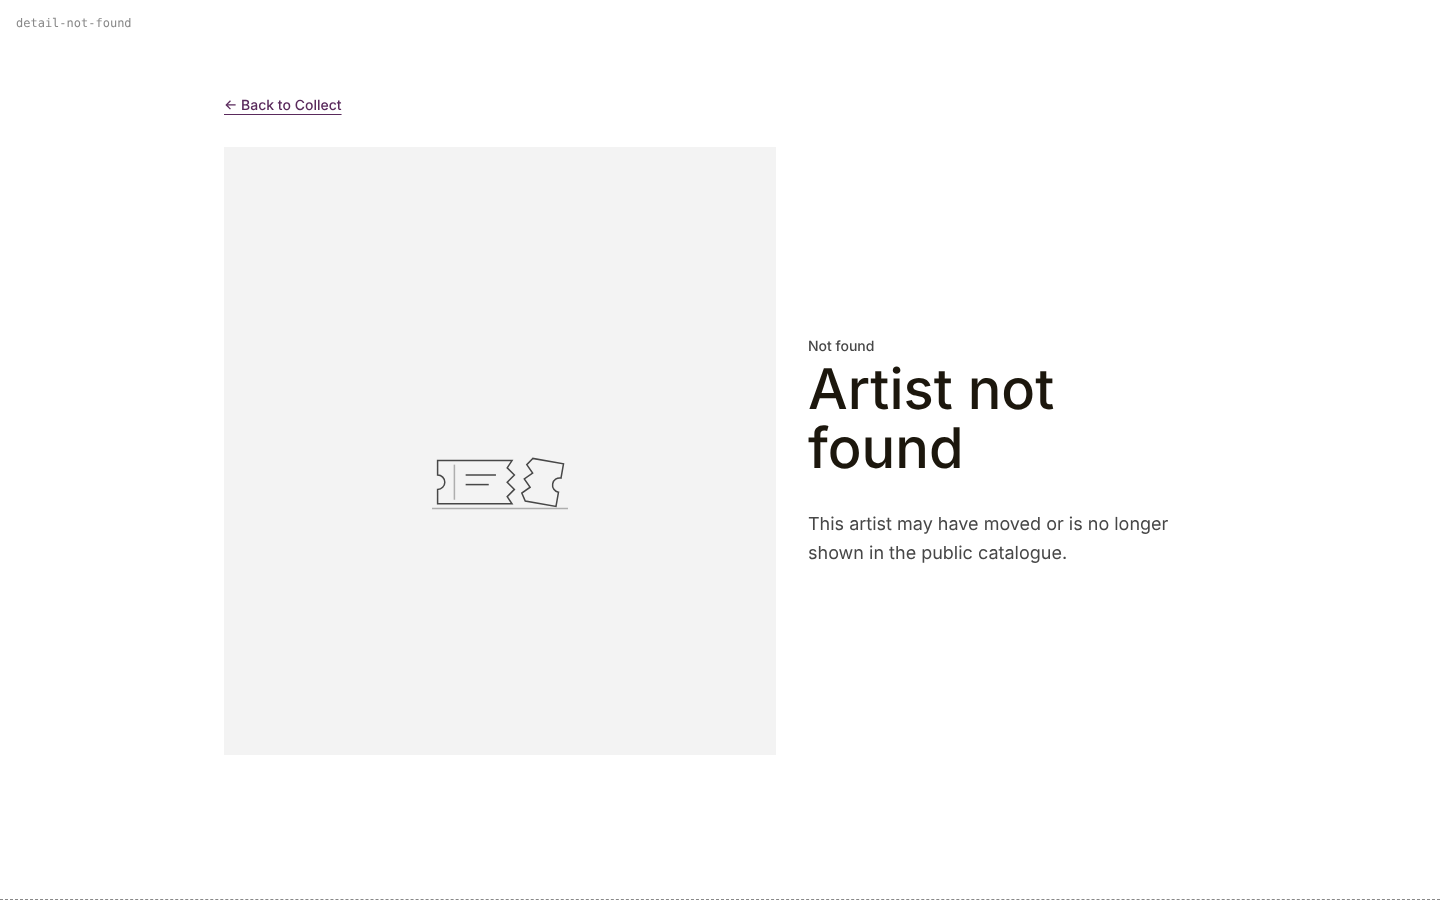 detail-not-found
← Back to Collect
Not found
Artist not
found
This artist may have moved or is no longer
shown in the public catalogue.